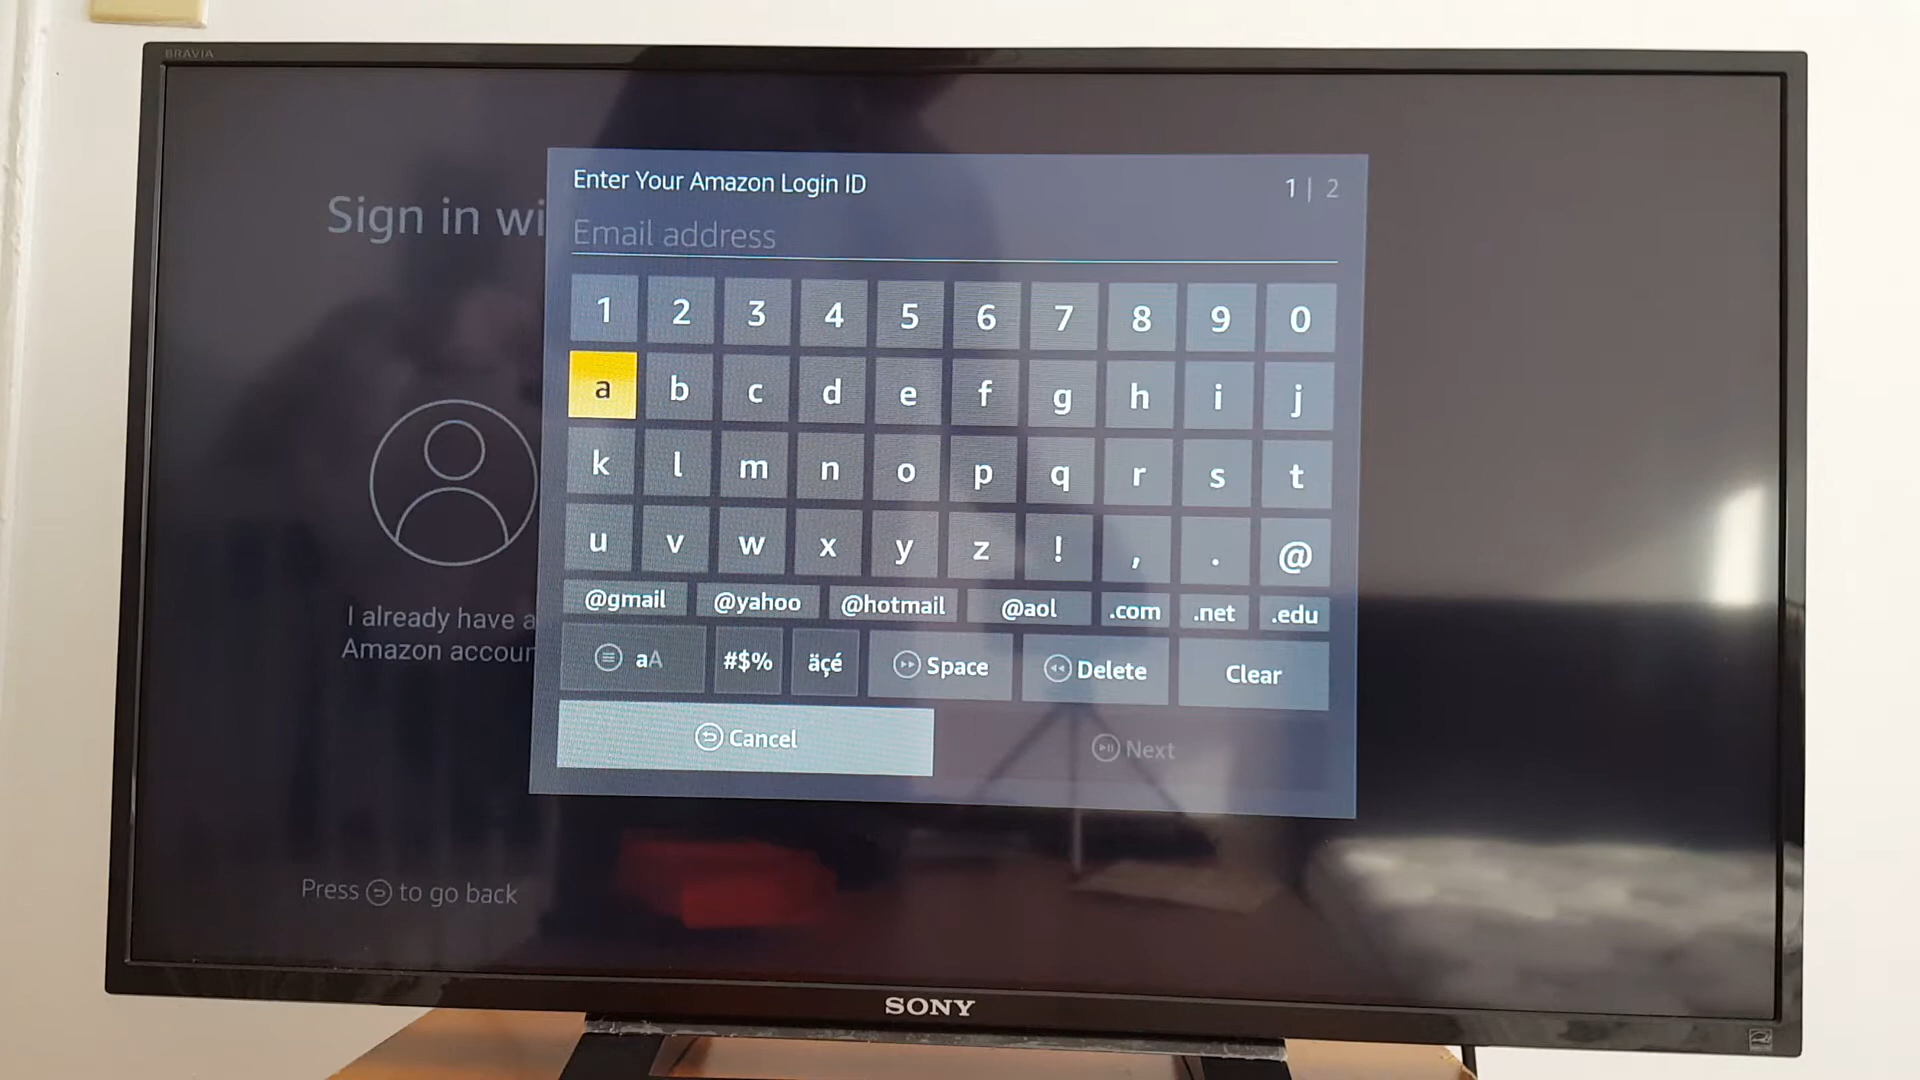 BRAVIA
Enter Your Amazon Login ID
1 | 2
Sign in wi
Email address
1 2 3 4 5 6 7 8 9 0
a b c d e f g h i j
k l m n o p q r s t
u v w x y z ! , . @
@gmail @yahoo @hotmail @aol .com .net .edu
aA #$% äçé Space Delete Clear
Cancel Next
I already have a
Amazon accoun
Press to go back
SONY